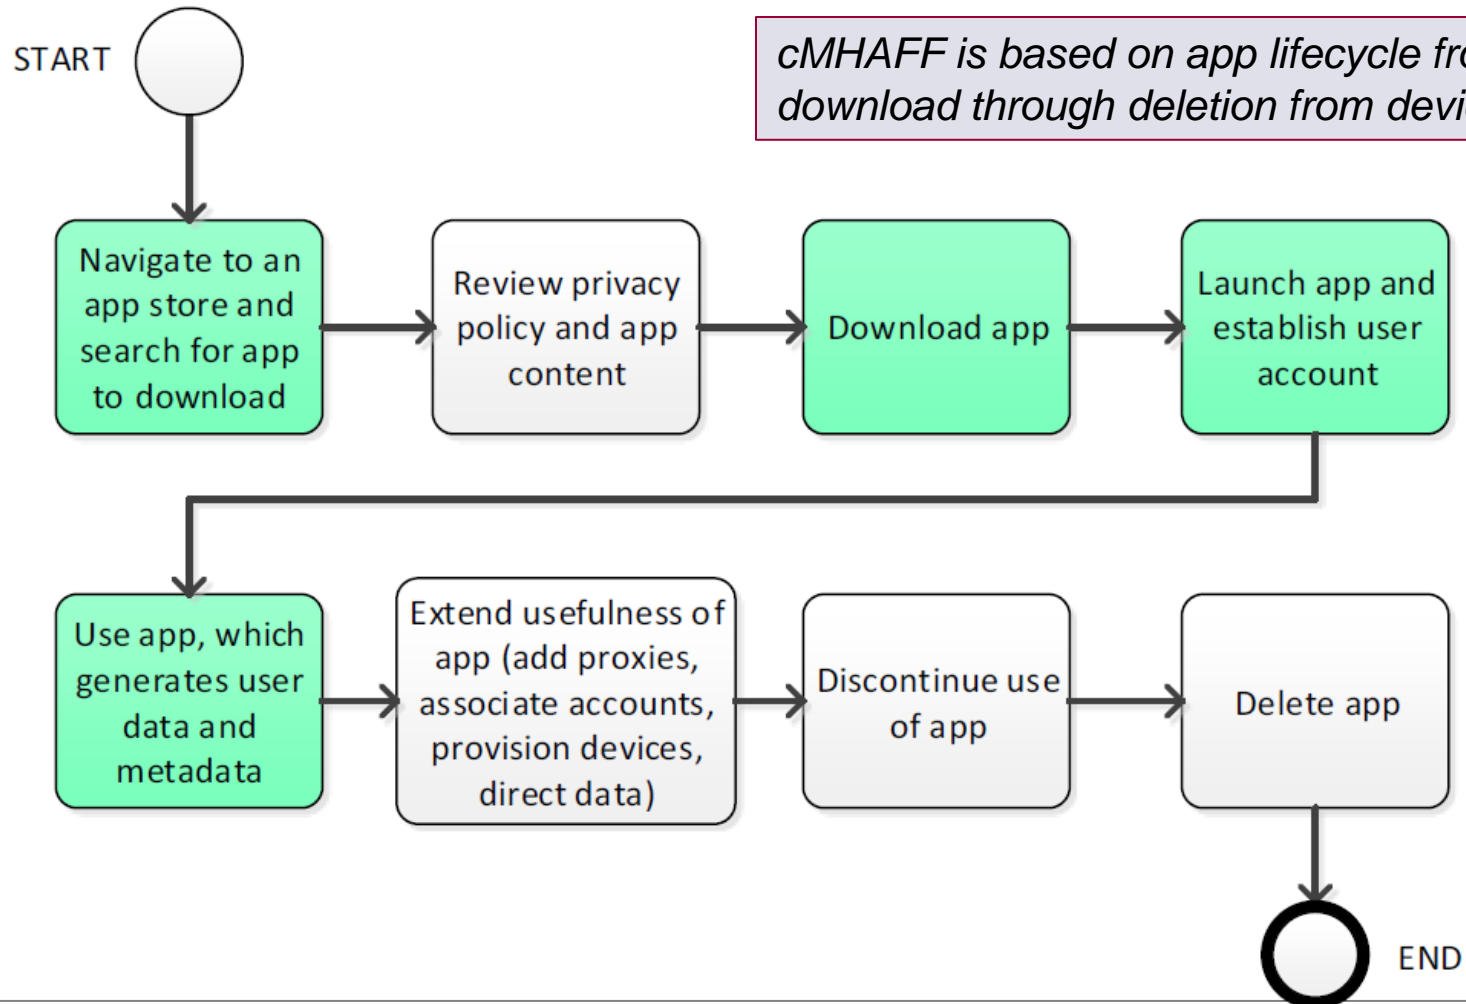 START
cMHAFF is based on app lifecycle fro
download through deletion from devi
Navigate to an
app store and
search for app
to download
Review privacy
policy and app
content
Download app
Launch app and
establish user
account
Use app, which
generates user
data and
metadata
Extend usefulness of
app (add proxies,
associate accounts,
provision devices,
direct data)
Discontinue use
of app
Delete app
END